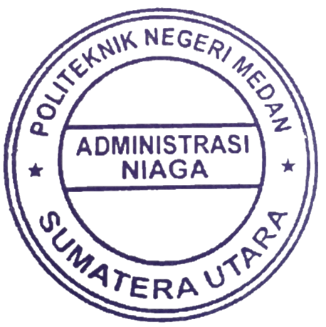 POLITEKNIK NEGERI MEDAN
ADMINISTRASI
NIAGA
SUMATERA UTARA